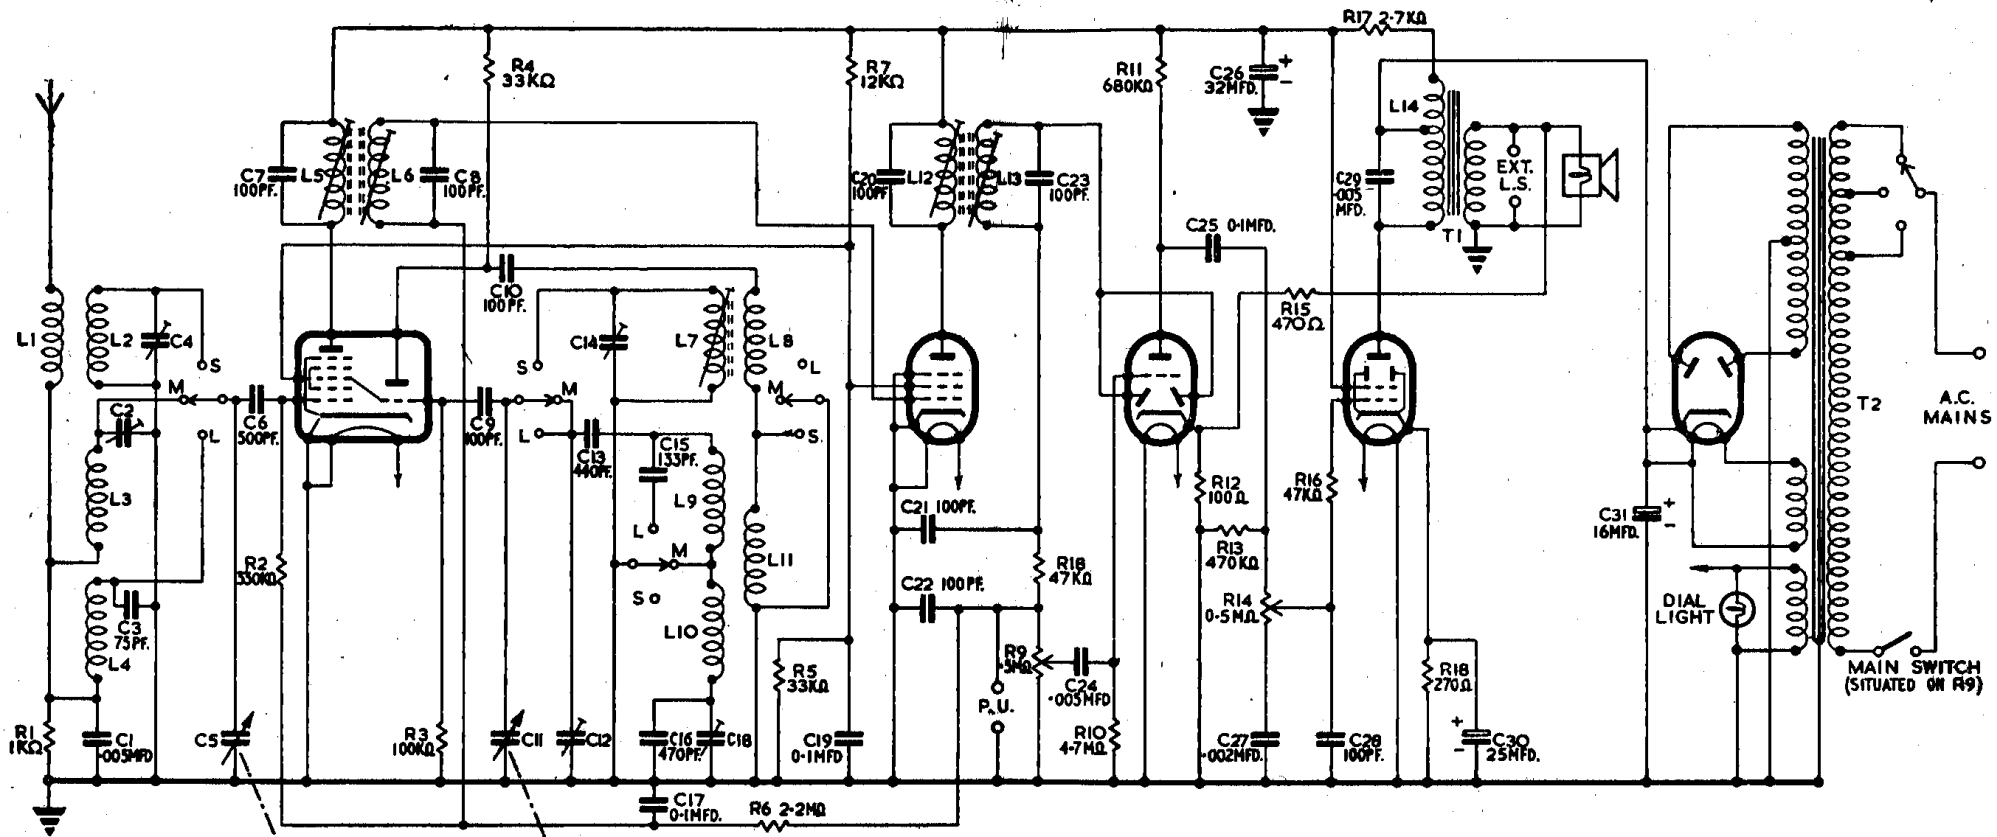 R17 2·7KΩ
R4
33KΩ
R7
12KΩ
R11
680KΩ
C26
32MFD.
+
-
L14
C7
100PF.
L5
L6
C8
100PF.
C20
100PF.
L12
L13
C23
100PF.
C29
·005
MFD.
EXT.
L.S.
T1
C25 0·1MFD.
C10
100PF.
R15
470Ω
L1
L2
C4
S
M
L
C2
C6
500PF.
L3
C3
75PF.
L4
R1
1KΩ
C1
·005MFD
C5
R2
330KΩ
R3
100KΩ
C9
100PF.
C11
C12
S
M
L
C14
C13
440PF.
C15
133PF.
L7
L8
L
M
S
L9
L
M
S
L10
L11
C16
470PF.
C18
C17
0·1MFD.
R6 2·2MΩ
R5
33KΩ
C19
0·1MFD
C21 100PF.
C22 100PF.
R18
47KΩ
R9
·5MΩ
P.U.
C24
·005MFD
R10
4·7MΩ
R12
100Ω
R13
470KΩ
R14
0·5MΩ
C27
·002MFD.
R16
47KΩ
C28
100PF.
R18
270Ω
+
-
C30
25MFD.
C31
16MFD.
+
-
DIAL
LIGHT
T2
A.C.
MAINS
MAIN SWITCH
(SITUATED ON R9)